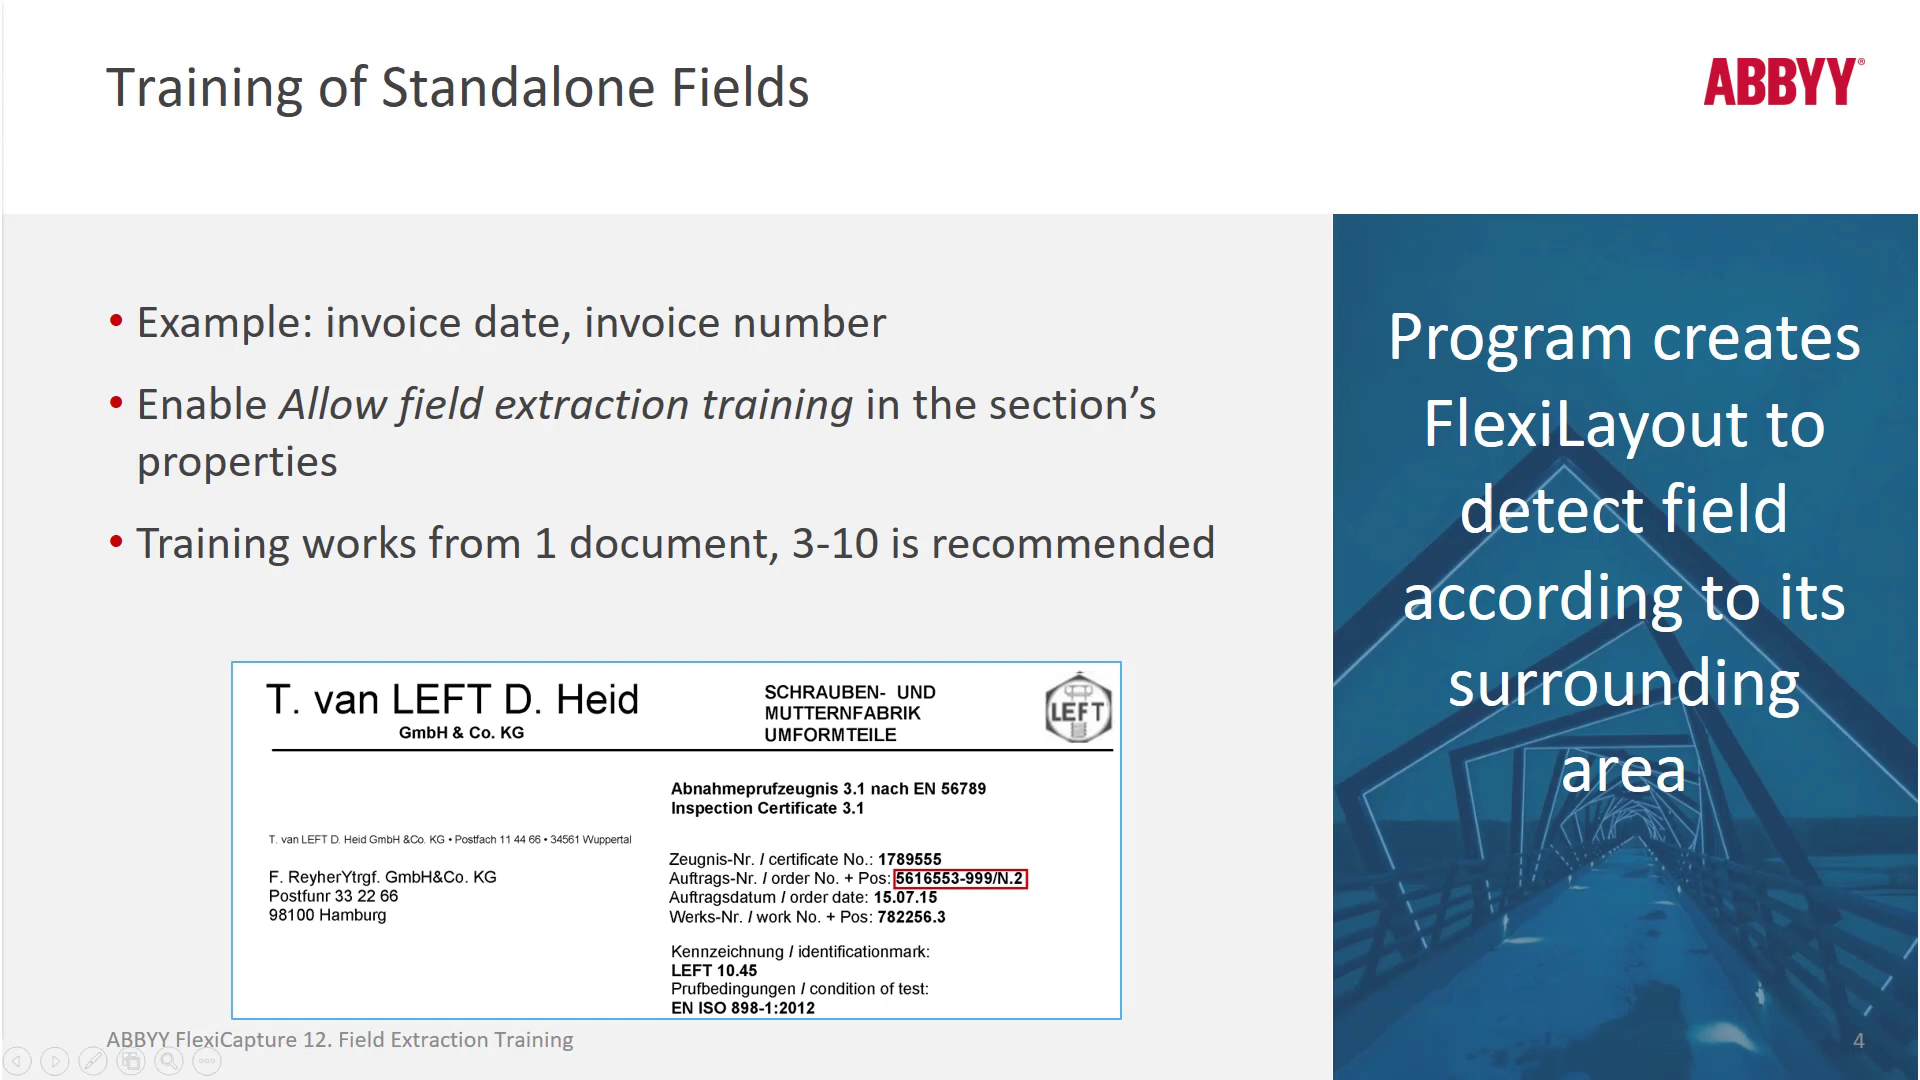 Training of Standalone Fields
ABBYY®
• Example: invoice date, invoice number
• Enable Allow field extraction training in the section’s
properties
• Training works from 1 document, 3-10 is recommended
Program creates
FlexiLayout to
detect field
according to its
surrounding
area
T. van LEFT D. Heid
GmbH & Co. KG
SCHRAUBEN- UND
MUTTERNFABRIK
UMFORMTEILE
LEFT
Abnahmeprufzeugnis 3.1 nach EN 56789
Inspection Certificate 3.1
T. van LEFT D. Heid GmbH &Co. KG • Postfach 11 44 66 • 34561 Wuppertal
F. ReyherYtrgf. GmbH&Co. KG
Postfunr 33 22 66
98100 Hamburg
Zeugnis-Nr. / certificate No.: 1789555
Auftrags-Nr. / order No. + Pos: 5616553-999/N.2
Auftragsdatum / order date: 15.07.15
Werks-Nr. / work No. + Pos: 782256.3
Kennzeichnung / identificationmark:
LEFT 10.45
Prufbedingungen / condition of test:
EN ISO 898-1:2012
ABBYY FlexiCapture 12. Field Extraction Training
4